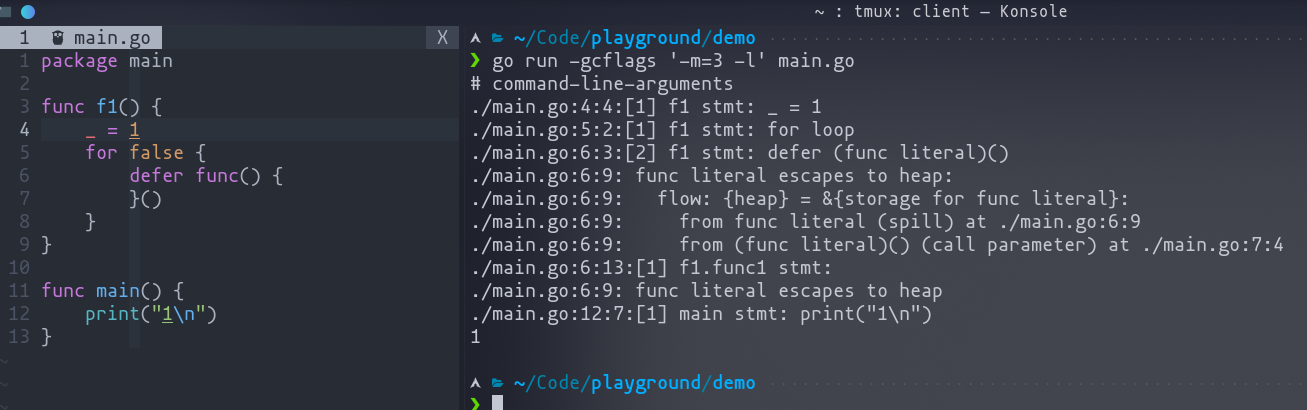 ~ : tmux: client — Konsole
1 main.go X
1 package main
2
3 func f1() {
4 _ = 1
5 for false {
6 defer func() {
7 }()
8 }
9 }
10
11 func main() {
12 print("1\n")
13 }
~
~
~
~/Code/playground/demo
❯ go run -gcflags '-m=3 -l' main.go
# command-line-arguments
./main.go:4:4:[1] f1 stmt: _ = 1
./main.go:5:2:[1] f1 stmt: for loop
./main.go:6:3:[2] f1 stmt: defer (func literal)()
./main.go:6:9: func literal escapes to heap:
./main.go:6:9:   flow: {heap} = &{storage for func literal}:
./main.go:6:9:     from func literal (spill) at ./main.go:6:9
./main.go:6:9:     from (func literal)() (call parameter) at ./main.go:7:4
./main.go:6:13:[1] f1.func1 stmt:
./main.go:6:9: func literal escapes to heap
./main.go:12:7:[1] main stmt: print("1\n")
1
~/Code/playground/demo
❯